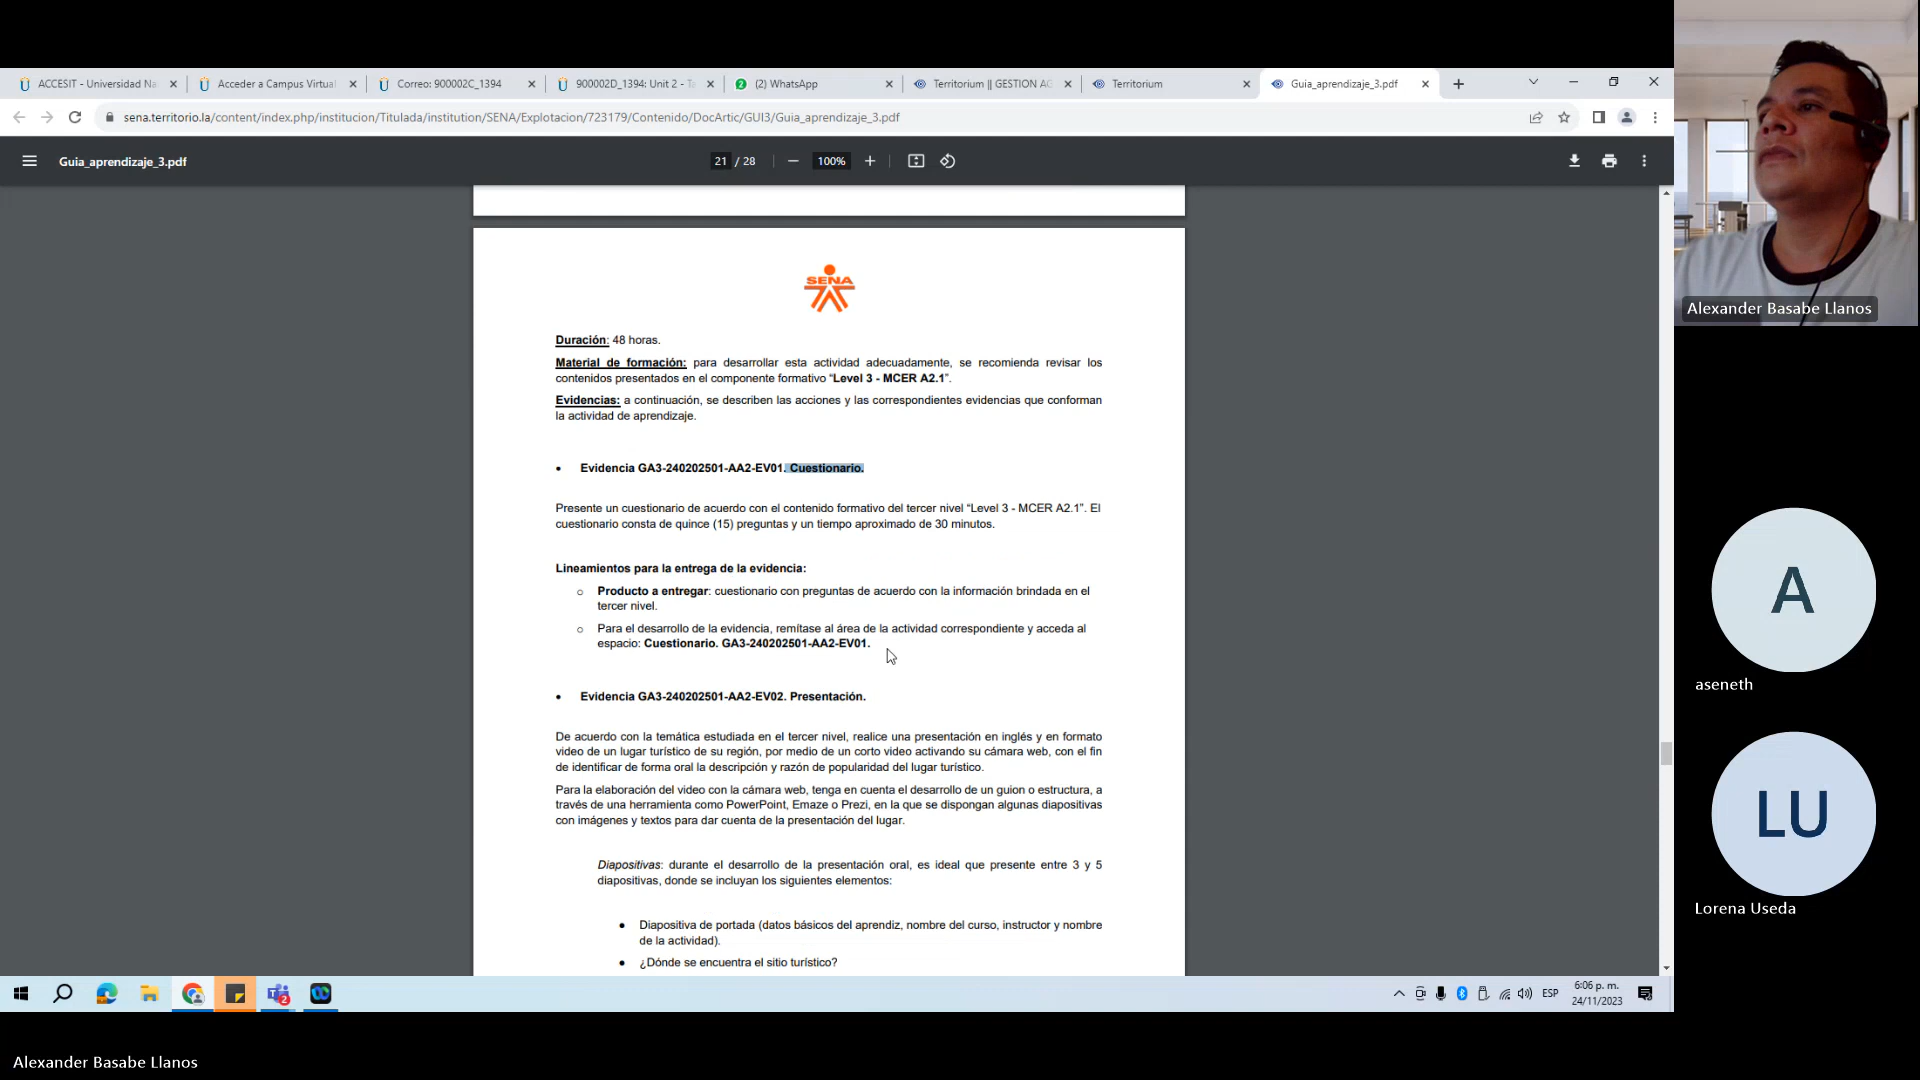 ACCESIT - Universidad Na
Acceder a Campus Virtual
Correo: 900002C_1394
900002D_1394: Unit 2 - Ta
(2) WhatsApp
Territorium || GESTION AG
Territorium
Guia_aprendizaje_3.pdf
sena.territorio.la/content/index.php/institucion/Titulada/institution/SENA/Explotacion/723179/Contenido/DocArtic/GUI3/Guia_aprendizaje_3.pdf
Guia_aprendizaje_3.pdf
21 / 28
100%
SENA
Duración: 48 horas.
Material de formación: para desarrollar esta actividad adecuadamente, se recomienda revisar los
contenidos presentados en el componente formativo “Level 3 - MCER A2.1”.
Evidencias: a continuación, se describen las acciones y las correspondientes evidencias que conforman
la actividad de aprendizaje.
• Evidencia GA3-240202501-AA2-EV01. Cuestionario.
Presente un cuestionario de acuerdo con el contenido formativo del tercer nivel “Level 3 - MCER A2.1”. El
cuestionario consta de quince (15) preguntas y un tiempo aproximado de 30 minutos.
Lineamientos para la entrega de la evidencia:
o Producto a entregar: cuestionario con preguntas de acuerdo con la información brindada en el
tercer nivel.
o Para el desarrollo de la evidencia, remítase al área de la actividad correspondiente y acceda al
espacio: Cuestionario. GA3-240202501-AA2-EV01.
• Evidencia GA3-240202501-AA2-EV02. Presentación.
De acuerdo con la temática estudiada en el tercer nivel, realice una presentación en inglés y en formato
video de un lugar turístico de su región, por medio de un corto video activando su cámara web, con el fin
de identificar de forma oral la descripción y razón de popularidad del lugar turístico.
Para la elaboración del video con la cámara web, tenga en cuenta el desarrollo de un guion o estructura, a
través de una herramienta como PowerPoint, Emaze o Prezi, en la que se dispongan algunas diapositivas
con imágenes y textos para dar cuenta de la presentación del lugar.
Diapositivas: durante el desarrollo de la presentación oral, es ideal que presente entre 3 y 5
diapositivas, donde se incluyan los siguientes elementos:
• Diapositiva de portada (datos básicos del aprendiz, nombre del curso, instructor y nombre
de la actividad).
• ¿Dónde se encuentra el sitio turístico?
ESP
6:06 p. m.
24/11/2023
Alexander Basabe Llanos
A
aseneth
LU
Lorena Useda
Alexander Basabe Llanos